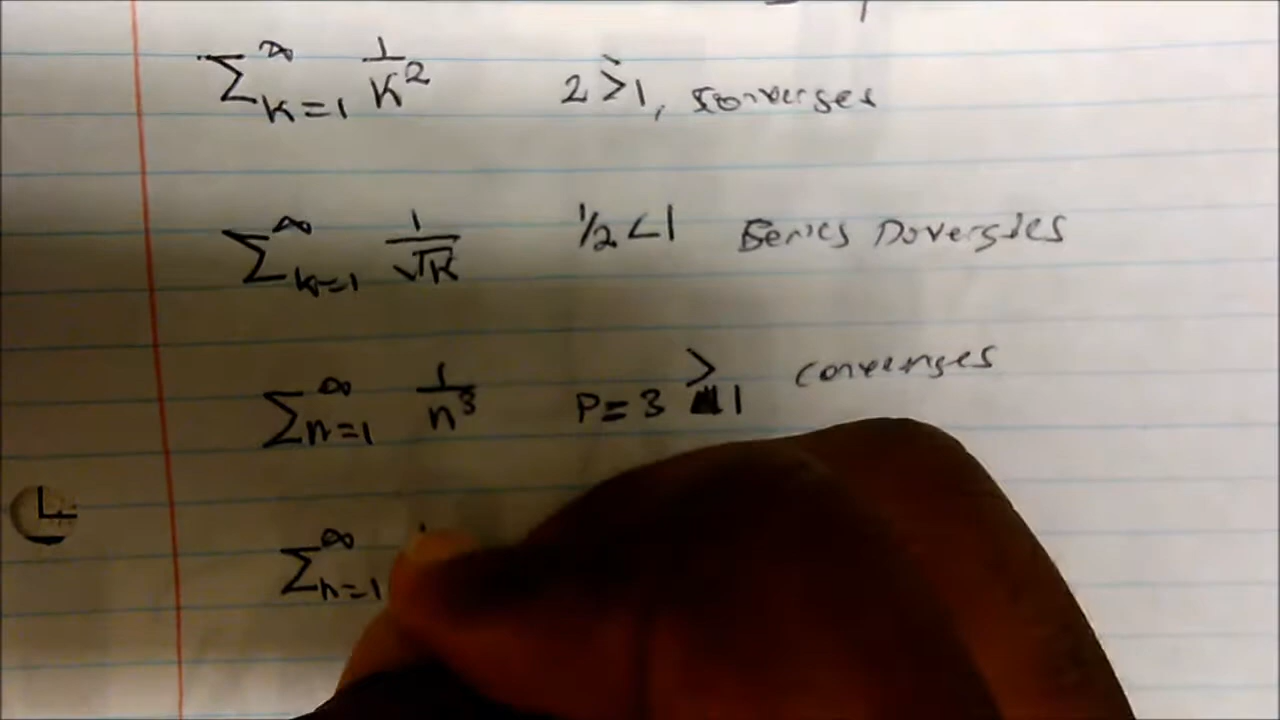 ∑_{k=1}^∞ 1/k² 2 > 1, converges
∑_{k=1}^∞ 1/√k 1/2 < 1 Series Doverges
∑_{n=1}^∞ 1/n³ P = 3 > 1 converges
∑_{n=1}^∞